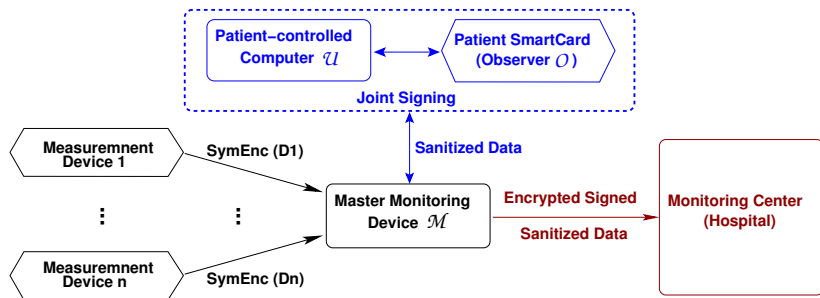 Patient-controlled
Computer 𝒰
Patient SmartCard
(Observer 𝒪)
Joint Signing
Sanitized Data
Measuremnent
Device 1
SymEnc (D1)
Master Monitoring
Device ℳ
Encrypted Signed
Sanitized Data
Monitoring Center
(Hospital)
Measuremnent
Device n
SymEnc (Dn)